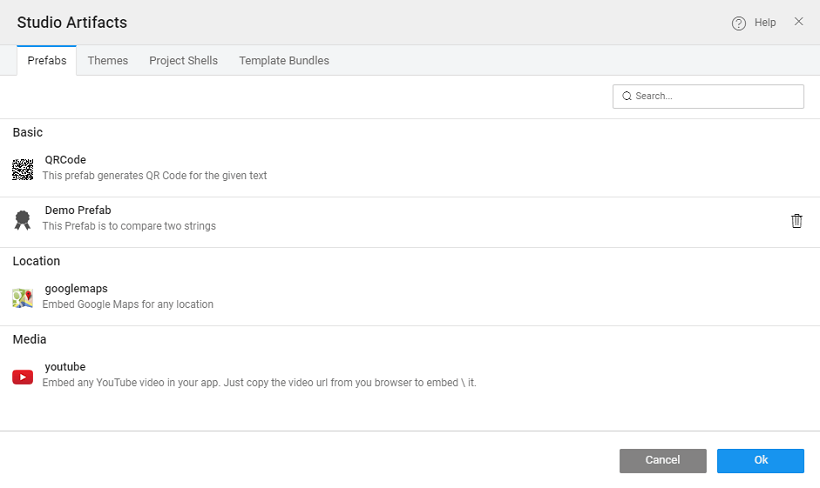 Studio Artifacts
Help
Prefabs Themes Project Shells Template Bundles
Search...
Basic
QRCode
This prefab generates QR Code for the given text
Demo Prefab
This Prefab is to compare two strings
Location
googlemaps
Embed Google Maps for any location
Media
youtube
Embed any YouTube video in your app. Just copy the video url from you browser to embed \ it.
Cancel Ok